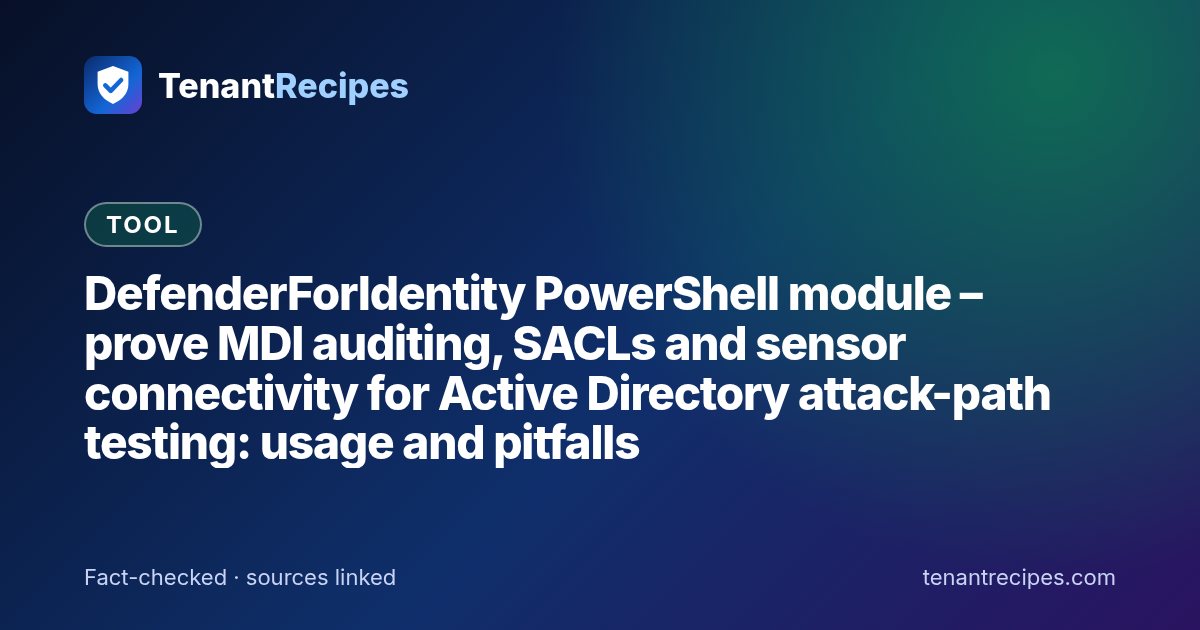 TenantRecipes
TOOL
DefenderForIdentity PowerShell module –
prove MDI auditing, SACLs and sensor
connectivity for Active Directory attack-path
testing: usage and pitfalls
Fact-checked · sources linked
tenantrecipes.com